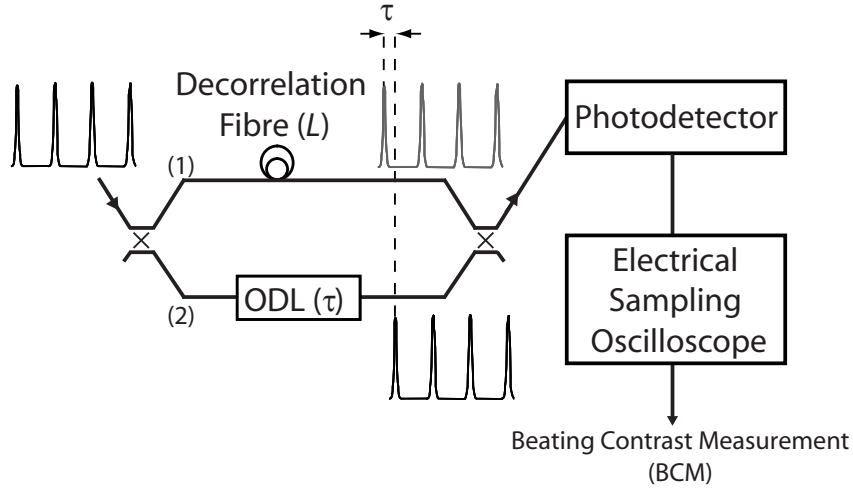 τ
Decorrelation
Fibre (L)
(1)
Photodetector
ODL (τ)
(2)
Electrical
Sampling
Oscilloscope
Beating Contrast Measurement
(BCM)